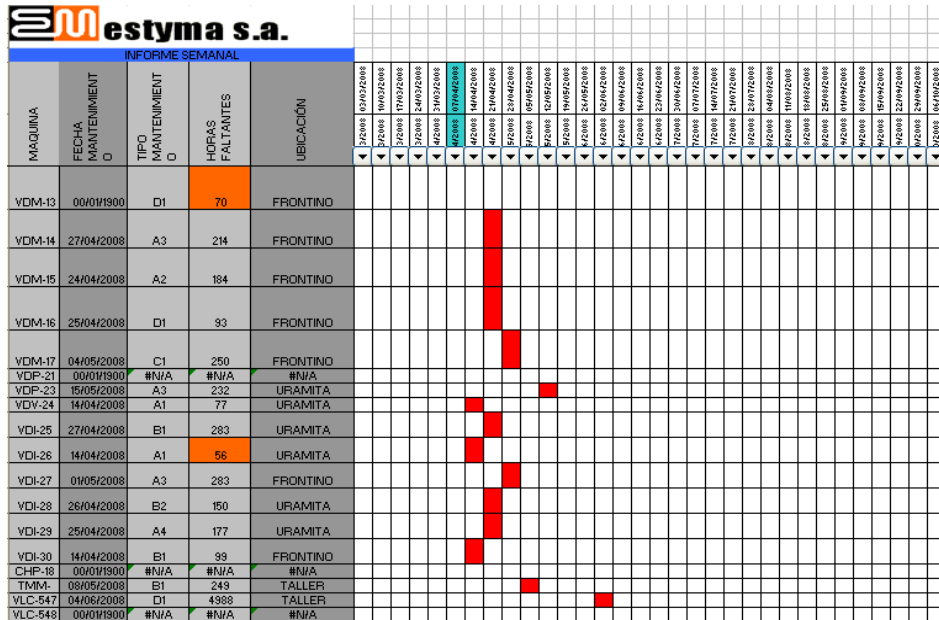 SM estyma s.a.
INFORME SEMANAL
MAQUINA
FECHA MANTENIMIENT O
TIPO MANTENIMIENT O
HORAS FALTANTES
UBICACIÓN
03/03/2008
10/03/2008
17/03/2008
24/03/2008
31/03/2008
07/04/2008
14/04/2008
21/04/2008
28/04/2008
05/05/2008
12/05/2008
19/05/2008
26/05/2008
02/06/2008
09/06/2008
16/06/2008
23/06/2008
30/06/2008
07/07/2008
14/07/2008
21/07/2008
28/07/2008
04/08/2008
11/08/2008
18/08/2008
25/08/2008
01/09/2008
08/09/2008
15/09/2008
22/09/2008
29/09/2008
06/10/2008
VDM-13 00/01/1900 D1 70 FRONTINO
VDM-14 27/04/2008 A3 214 FRONTINO
VDM-15 24/04/2008 A2 184 FRONTINO
VDM-16 25/04/2008 D1 93 FRONTINO
VDM-17 04/05/2008 C1 250 FRONTINO
VDP-21 00/01/1900 #N/A #N/A #N/A
VDP-23 15/05/2008 A3 232 URAMITA
VDV-24 14/04/2008 A1 77 URAMITA
VDI-25 27/04/2008 B1 283 URAMITA
VDI-26 14/04/2008 A1 56 URAMITA
VDI-27 01/05/2008 A3 283 FRONTINO
VDI-28 26/04/2008 B2 150 URAMITA
VDI-29 25/04/2008 A4 177 URAMITA
VDI-30 14/04/2008 B1 99 FRONTINO
CHP-18 00/01/1900 #N/A #N/A #N/A
TMM- 08/05/2008 B1 249 TALLER
VLC-547 04/06/2008 D1 4988 TALLER
VLC-548 00/01/1900 #N/A #N/A #N/A